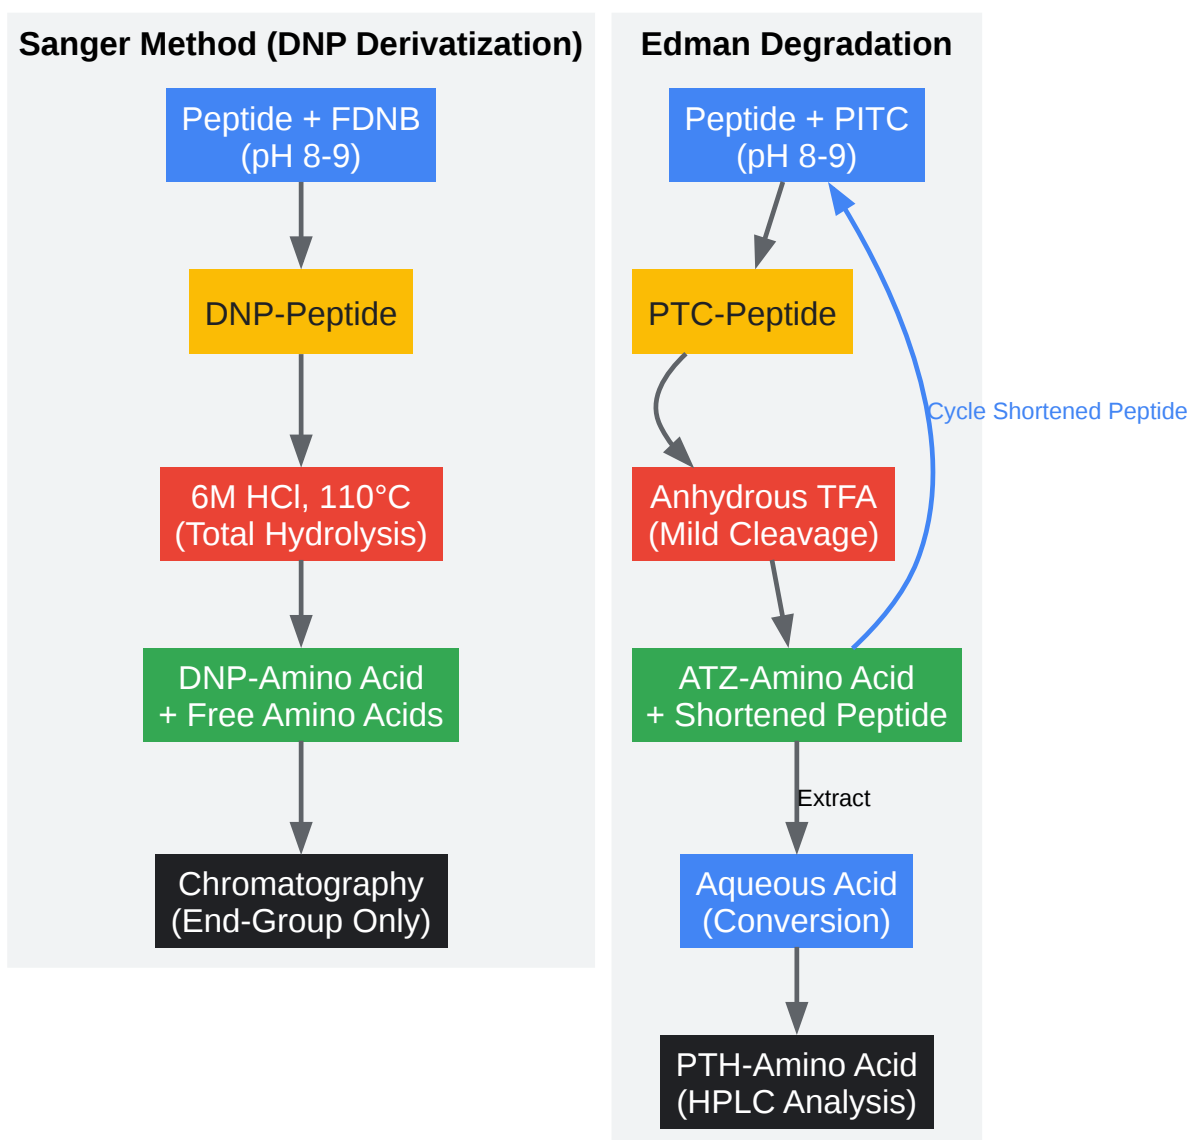 Sanger Method (DNP Derivatization)
Peptide + FDNB
(pH 8-9)
DNP-Peptide
6M HCl, 110°C
(Total Hydrolysis)
DNP-Amino Acid
+ Free Amino Acids
Chromatography
(End-Group Only)
Edman Degradation
Peptide + PITC
(pH 8-9)
PTC-Peptide
Cycle Shortened Peptide
Anhydrous TFA
(Mild Cleavage)
ATZ-Amino Acid
+ Shortened Peptide
Extract
Aqueous Acid
(Conversion)
PTH-Amino Acid
(HPLC Analysis)